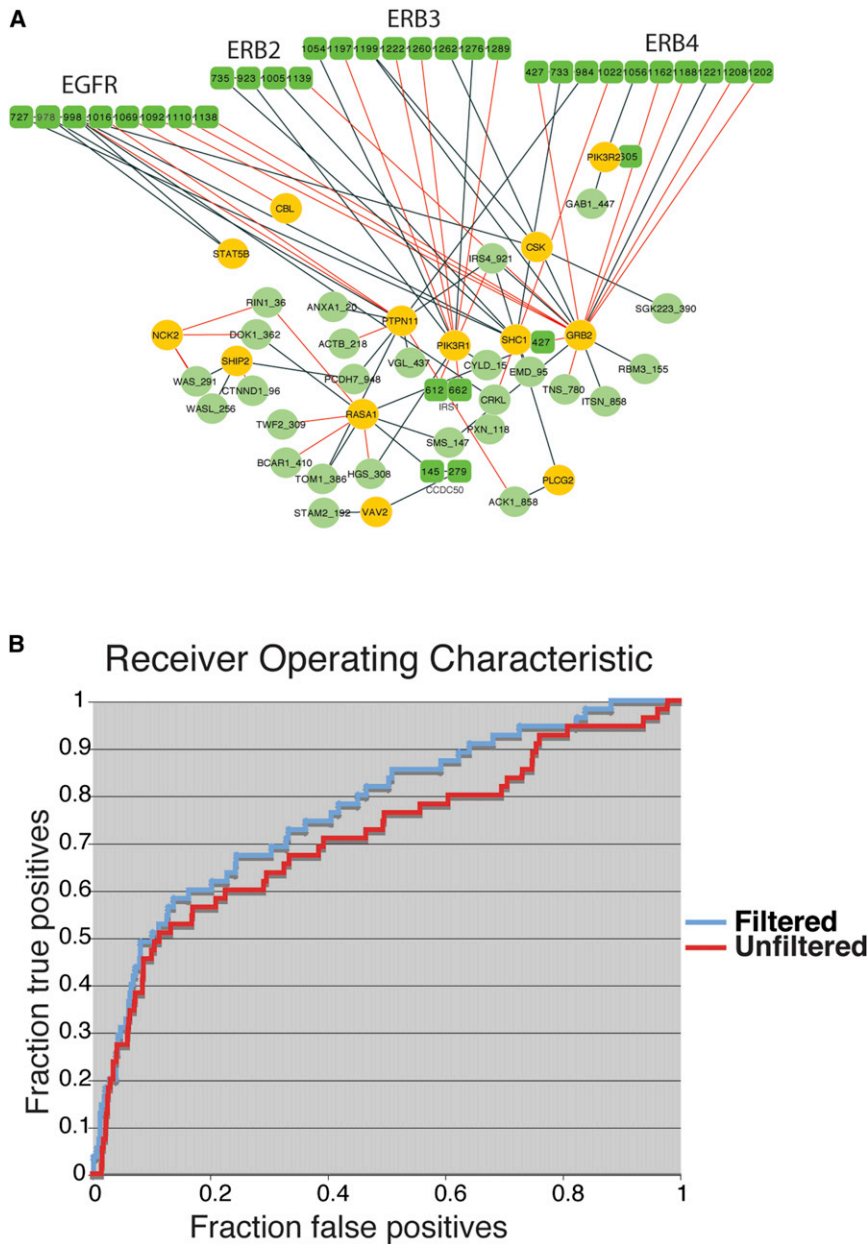 A
ERB3
1054 1197 1199 1222 1260 1262 1276 1289
ERB2
735 923 1005 1139
ERB4
427 733 984 1022 1056 1162 1188 1221 1208 1202
EGFR
727 978 998 1016 1069 1092 1110 1138
PIK3R2 605
GAB1_447
CBL
CSK
STAT5B
IRS4_921
SGK223_390
RIN1_36
ANXA1_20
PTPN11
NCK2
DOK1_362
ACTB_218
PIK3R1
SHC1 427
GRB2
SHIP2
VGL_437
CYLD_15
EMD_95
RBM3_155
WAS_291
PCDH7_948
CTNND1_96
612 662
IRS1
CRKL
TNS_780
ITSN_858
WASL_256
TWF2_309
RASA1
PXN_118
SMS_147
BCAR1_410
TOM1_386
HGS_308
145 279
CCDC50
PLCG2
ACK1_858
STAM2_192
VAV2
B
Receiver Operating Characteristic
Fraction true positives
1
0.9
0.8
0.7
0.6
0.5
0.4
0.3
0.2
0.1
0
0 0.2 0.4 0.6 0.8 1
Fraction false positives
Filtered
Unfiltered